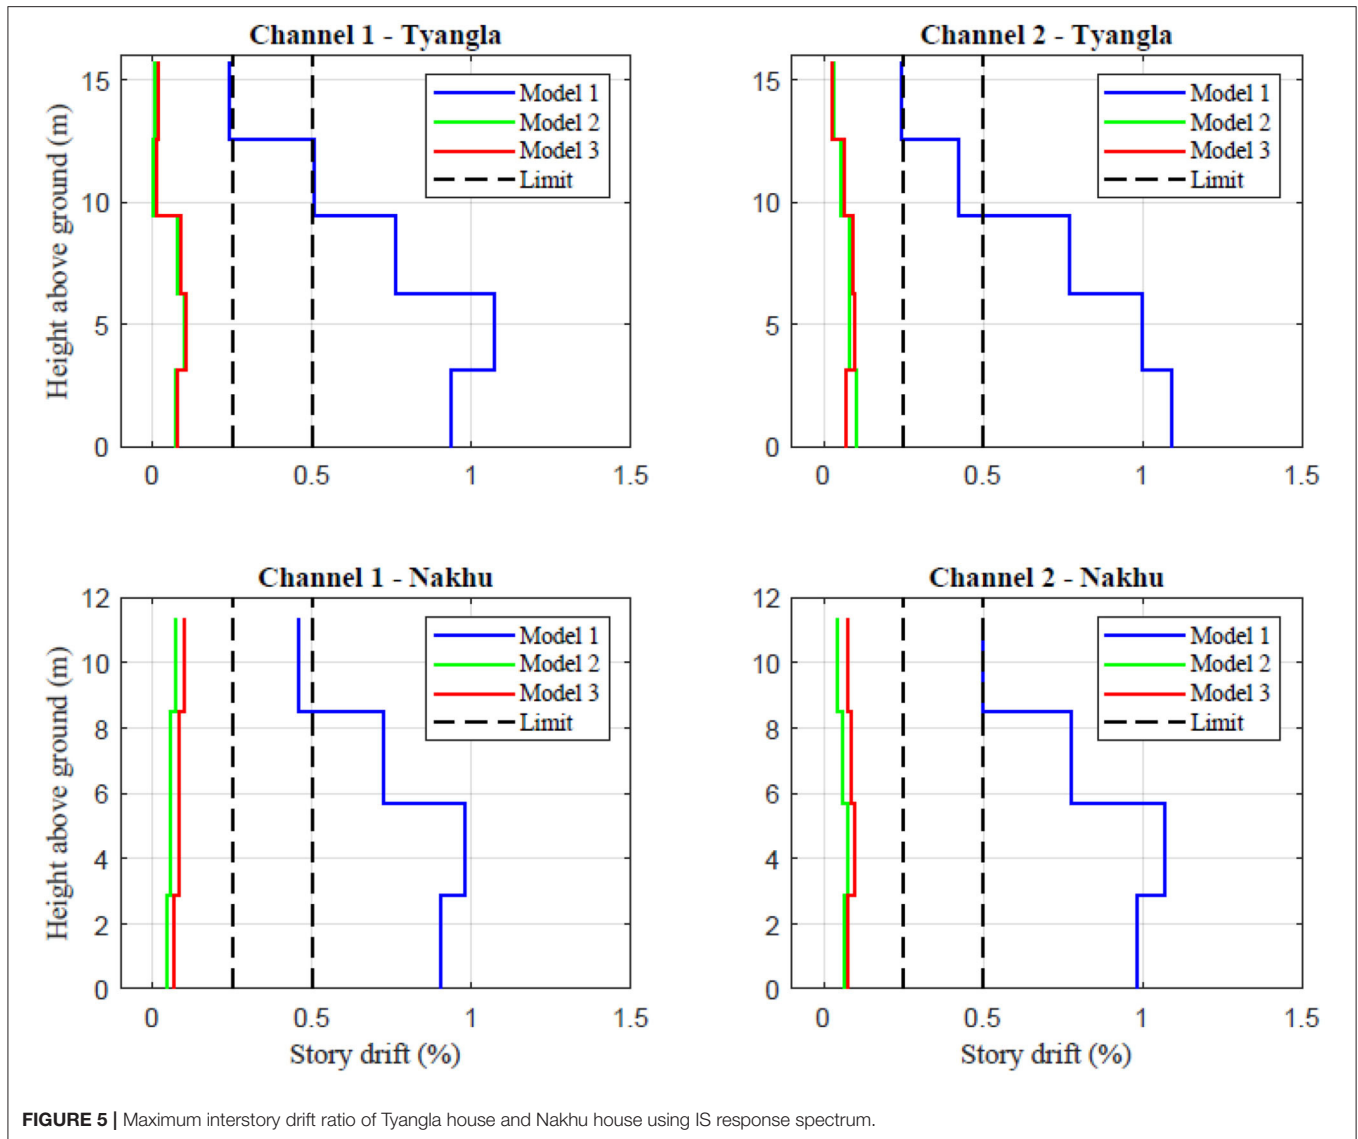 Channel 1 - Tyangla
Height above ground (m)
15
10
5
0
0 0.5 1 1.5
Model 1
Model 2
Model 3
Limit
Channel 2 - Tyangla
15
10
5
0
0 0.5 1 1.5
Model 1
Model 2
Model 3
Limit
Channel 1 - Nakhu
Height above ground (m)
12
10
8
6
4
2
0
0 0.5 1 1.5
Story drift (%)
Model 1
Model 2
Model 3
Limit
Channel 2 - Nakhu
12
10
8
6
4
2
0
0 0.5 1 1.5
Story drift (%)
Model 1
Model 2
Model 3
Limit
FIGURE 5 | Maximum interstory drift ratio of Tyangla house and Nakhu house using IS response spectrum.